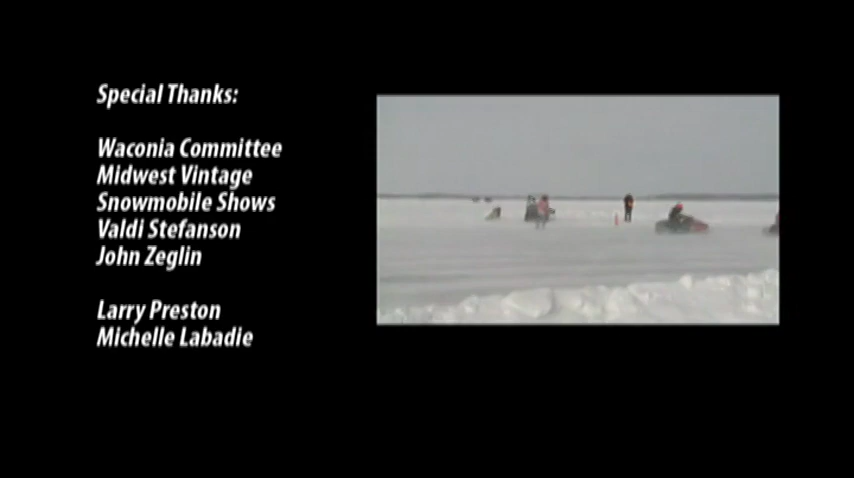 Special Thanks:
Waconia Committee
Midwest Vintage
Snowmobile Shows
Valdi Stefanson
John Zeglin
Larry Preston
Michelle Labadie